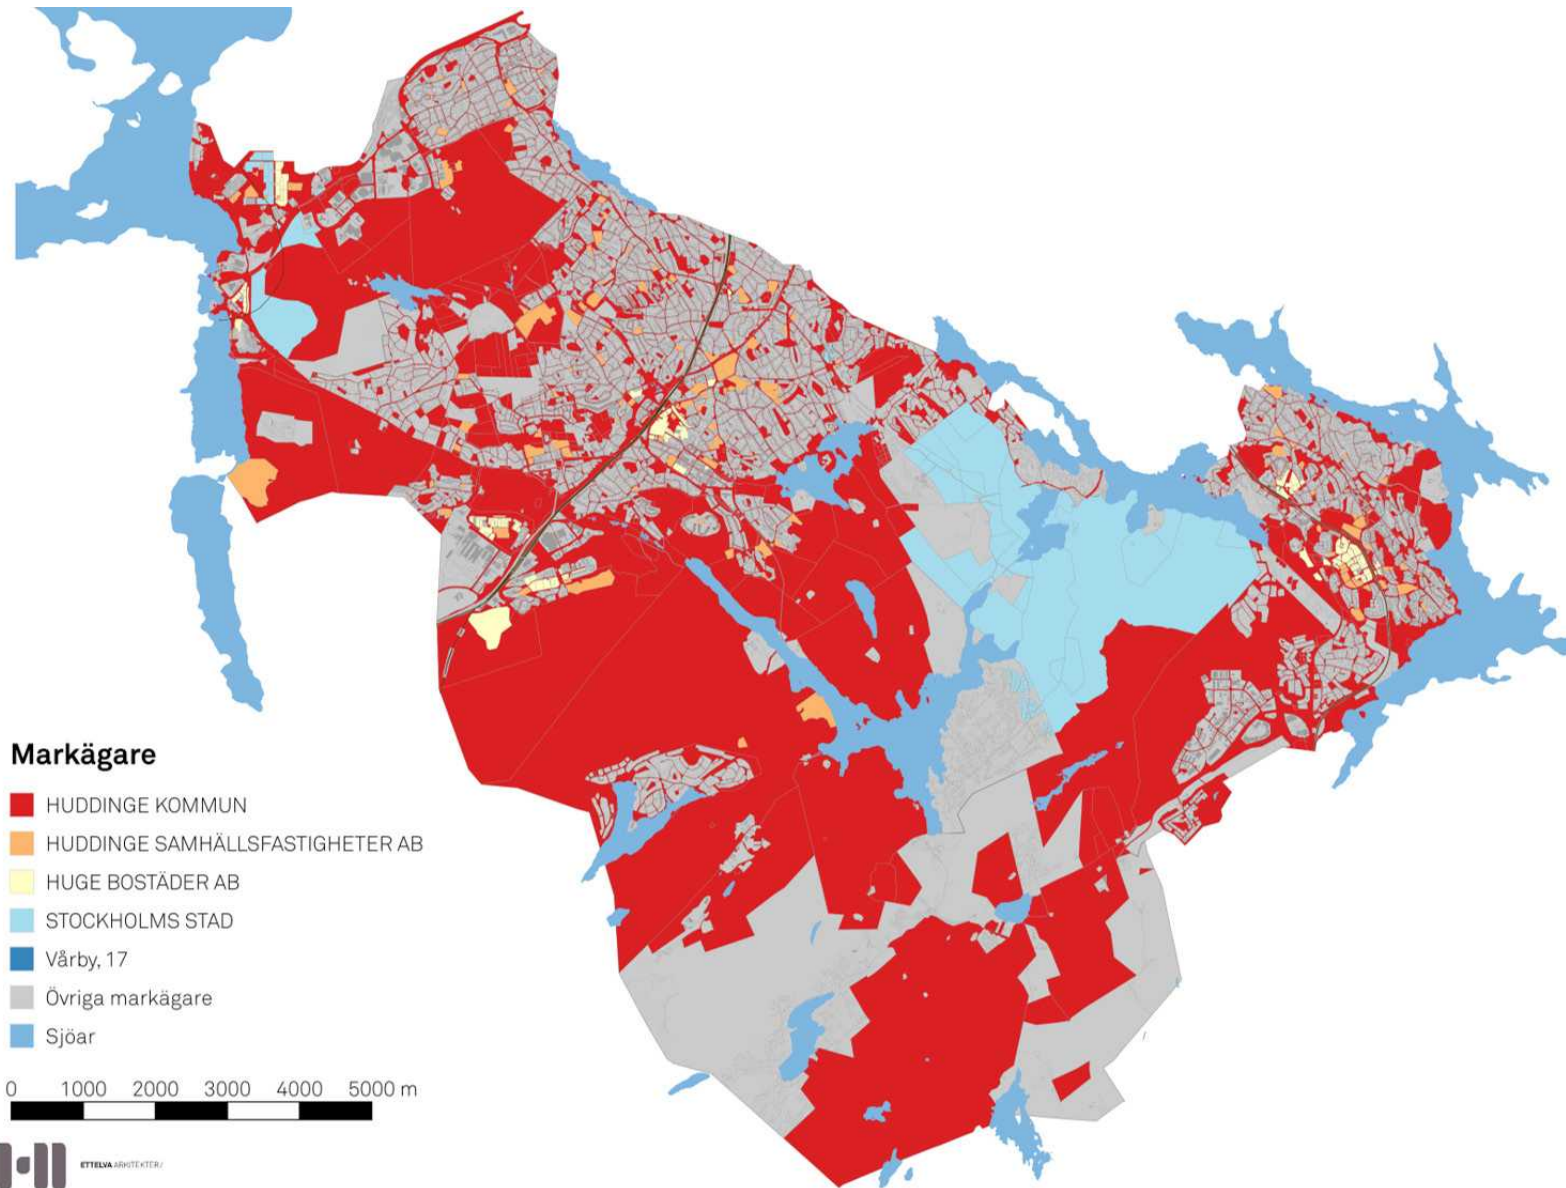 Markägare
HUDDINGE KOMMUN
HUDDINGE SAMHÄLLSFASTIGHETER AB
HUGE BOSTÄDER AB
STOCKHOLMS STAD
Vårby, 17
Övriga markägare
Sjöar
0 1000 2000 3000 4000 5000 m
ETTELVA ARKITEKTER/